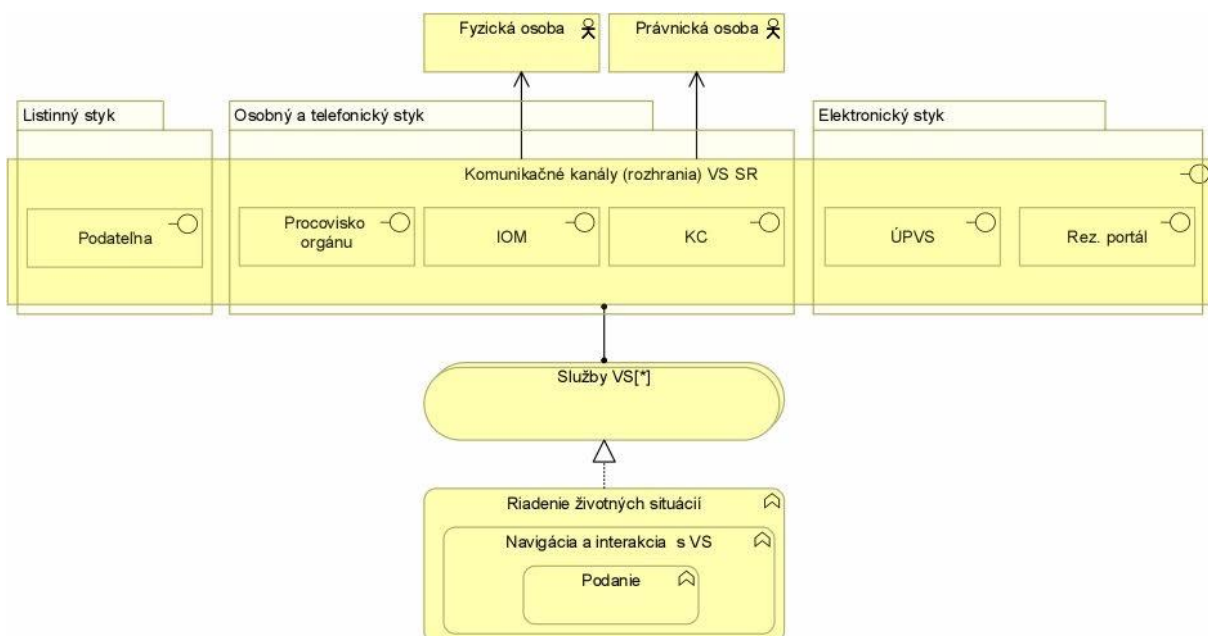 Fyzická osoba
Právnická osoba
Listinný styk
Osobný a telefonický styk
Elektronický styk
Komunikačné kanály (rozhrania) VS SR
Podateľna
Procovisko
orgánu
IOM
KC
ÚPVS
Rez. portál
Služby VS[*]
Riadenie životných situácií
Navigácia a interakcia s VS
Podanie